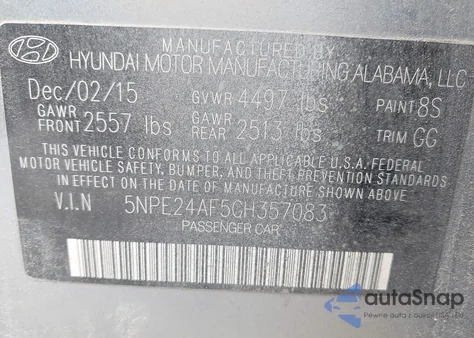 MANUFACTURED BY
HYUNDAI MOTOR MANUFACTURING ALABAMA, LLC
Dec/02/15 GVWR 4497 lbs PAINT 8S
GAWR FRONT 2557 lbs GAWR REAR 2513 lbs TRIM GG
THIS VEHICLE CONFORMS TO ALL APPLICABLE U.S.A. FEDERAL
MOTOR VEHICLE SAFETY, BUMPER, AND THEFT PREVENTION
STANDARDS IN EFFECT ON THE DATE OF MANUFACTURE SHOWN ABOVE.
V.I.N 5NPE24AF5GH357083
PASSENGER CAR
autoSnap